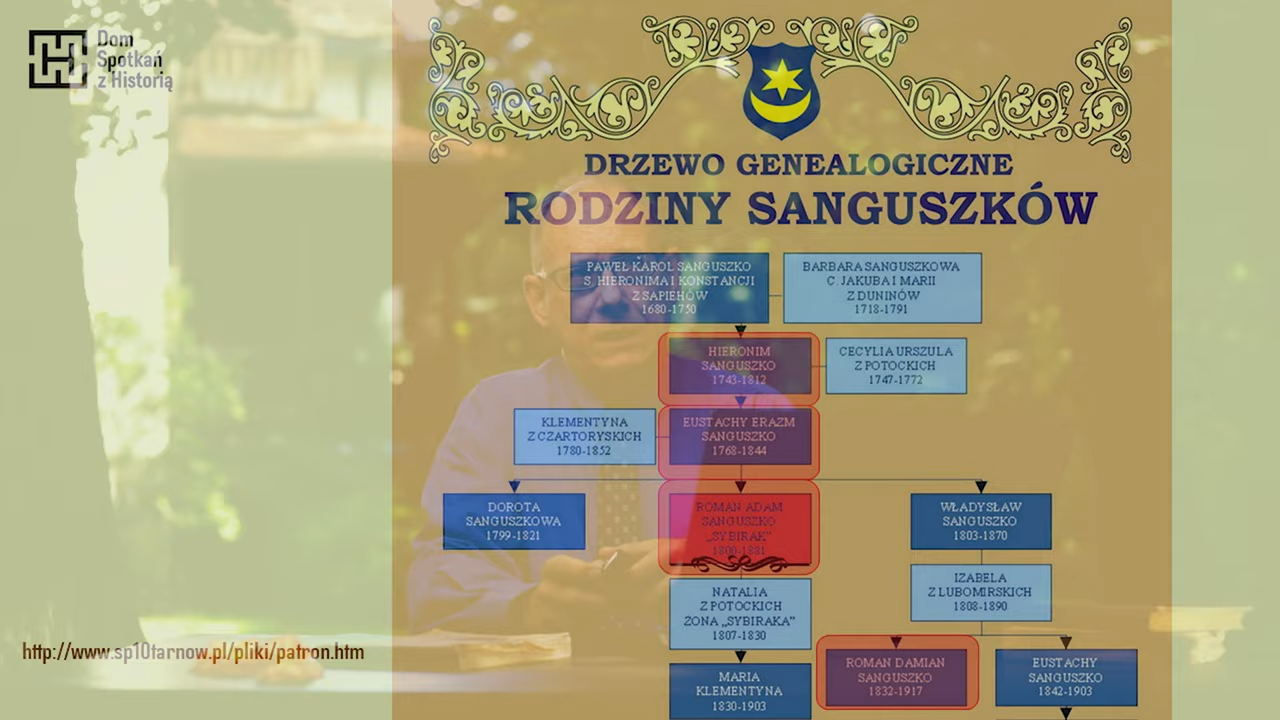 Dom
Spotkań
z Historią
DRZEWO GENEALOGICZNE
RODZINY SANGUSZKÓW
PAWEŁ KAROL SANGUSZKO
S. HIERONIMA I KONSTANCJI
Z SAPIEHÓW
1680-1750
BARBARA SANGUSZKOWA
C. JAKUBA I MARII
Z DUNINÓW
1718-1791
HIERONIM
SANGUSZKO
1743-1812
CECYLIA URSZULA
Z POTOCKICH
1747-1772
KLEMENTYNA
Z CZARTORYSKICH
1780-1852
EUSTACHY ERAZM
SANGUSZKO
1768-1844
DOROTA
SANGUSZKOWA
1799-1821
ROMAN ADAM
SANGUSZKO
„SYBIRAK”
1800-1881
WŁADYSŁAW
SANGUSZKO
1803-1870
NATALIA
Z POTOCKICH
ŻONA „SYBIRAKA”
1807-1830
IZABELA
Z LUBOMIRSKICH
1808-1890
MARIA
KLEMENTYNA
1830-1903
ROMAN DAMIAN
SANGUSZKO
1832-1917
EUSTACHY
SANGUSZKO
1842-1903
http://www.sp10tarnow.pl/pliki/patron.htm